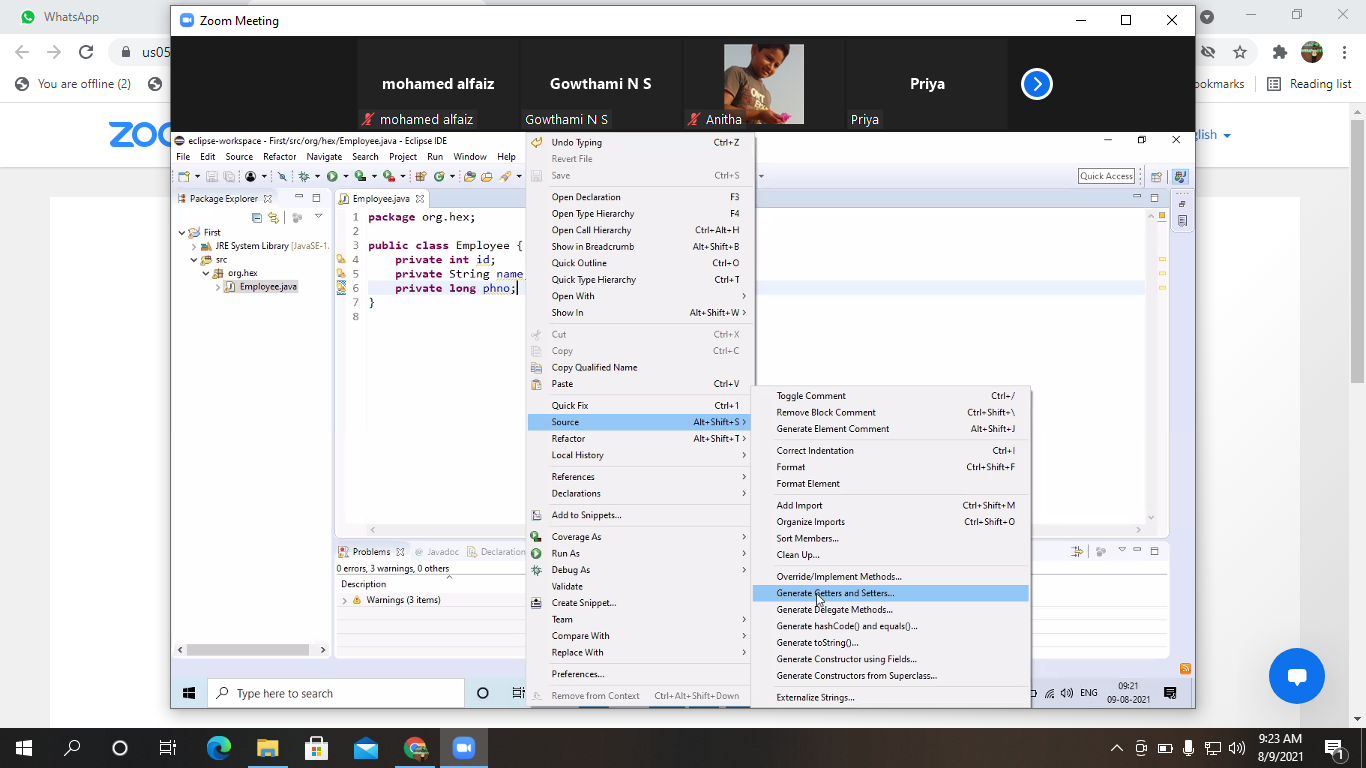 WhatsApp
Zoom Meeting
us05
You are offline (2)
ookmarks
Reading list
zoo
glish
mohamed alfaiz
Gowthami N S
Priya
mohamed alfaiz
Gowthami N S
Anitha
Priya
eclipse-workspace - First/src/org/hex/Employee.java - Eclipse IDE
File Edit Source Refactor Navigate Search Project Run Window Help
Quick Access
Package Explorer
First
JRE System Library [JavaSE-1.
src
org.hex
Employee.java
Employee.java
1 package org.hex;
2
3 public class Employee {
4 private int id;
5 private String name
6 private long phno;
7 }
8
Undo Typing Ctrl+Z
Revert File
Save Ctrl+S
Open Declaration F3
Open Type Hierarchy F4
Open Call Hierarchy Ctrl+Alt+H
Show in Breadcrumb Alt+Shift+B
Quick Outline Ctrl+O
Quick Type Hierarchy Ctrl+T
Open With
Show In Alt+Shift+W
Cut Ctrl+X
Copy Ctrl+C
Copy Qualified Name
Paste Ctrl+V
Quick Fix Ctrl+1
Source Alt+Shift+S
Refactor Alt+Shift+T
Local History
References
Declarations
Add to Snippets...
Coverage As
Run As
Debug As
Validate
Create Snippet...
Team
Compare With
Replace With
Preferences...
Remove from Context Ctrl+Alt+Shift+Down
Toggle Comment Ctrl+/
Remove Block Comment Ctrl+Shift+\
Generate Element Comment Alt+Shift+J
Correct Indentation Ctrl+I
Format Ctrl+Shift+F
Format Element
Add Import Ctrl+Shift+M
Organize Imports Ctrl+Shift+O
Sort Members...
Clean Up...
Override/Implement Methods...
Generate Getters and Setters...
Generate Delegate Methods...
Generate hashCode() and equals()...
Generate toString()...
Generate Constructor using Fields...
Generate Constructors from Superclass...
Externalize Strings...
Problems
@ Javadoc
Declaration
0 errors, 3 warnings, 0 others
Description
Warnings (3 items)
Type here to search
ENG
09:21
09-08-2021
9:23 AM
8/9/2021
1